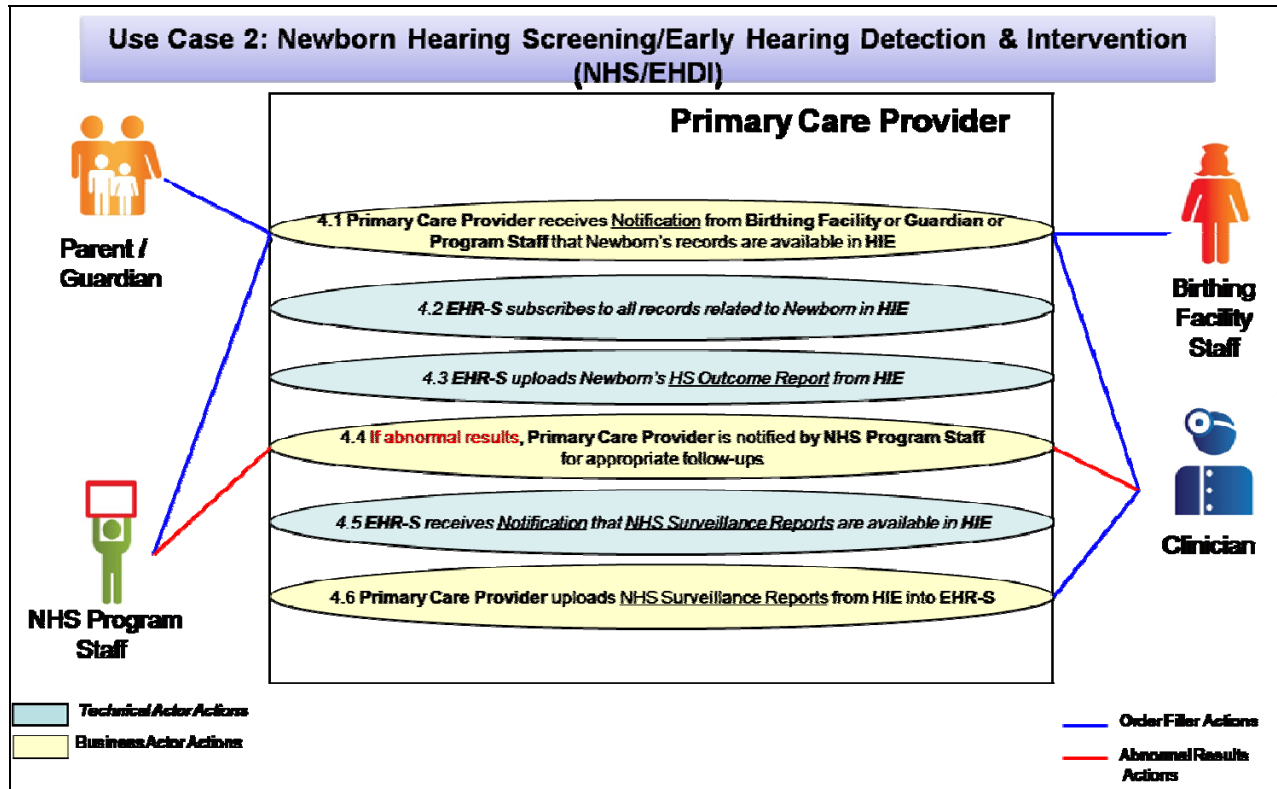 Use Case 2: Newborn Hearing Screening/Early Hearing Detection & Intervention
(NHS/EHDI)
Primary Care Provider
Parent /
Guardian
4.1 Primary Care Provider receives Notification from Birthing Facility or Guardian or
Program Staff that Newborn's records are available in HIE
Birthing
Facility
Staff
4.2 EHR-S subscribes to all records related to Newborn in HIE
4.3 EHR-S uploads Newborn's HS Outcome Report from HIE
4.4 If abnormal results, Primary Care Provider is notified by NHS Program Staff
for appropriate follow-ups
4.5 EHR-S receives Notification that NHS Surveillance Reports are available in HIE
Clinician
4.6 Primary Care Provider uploads NHS Surveillance Reports from HIE into EHR-S
NHS Program
Staff
Technical Actor Actions
Business Actor Actions
Order Filler Actions
Abnormal Results
Actions